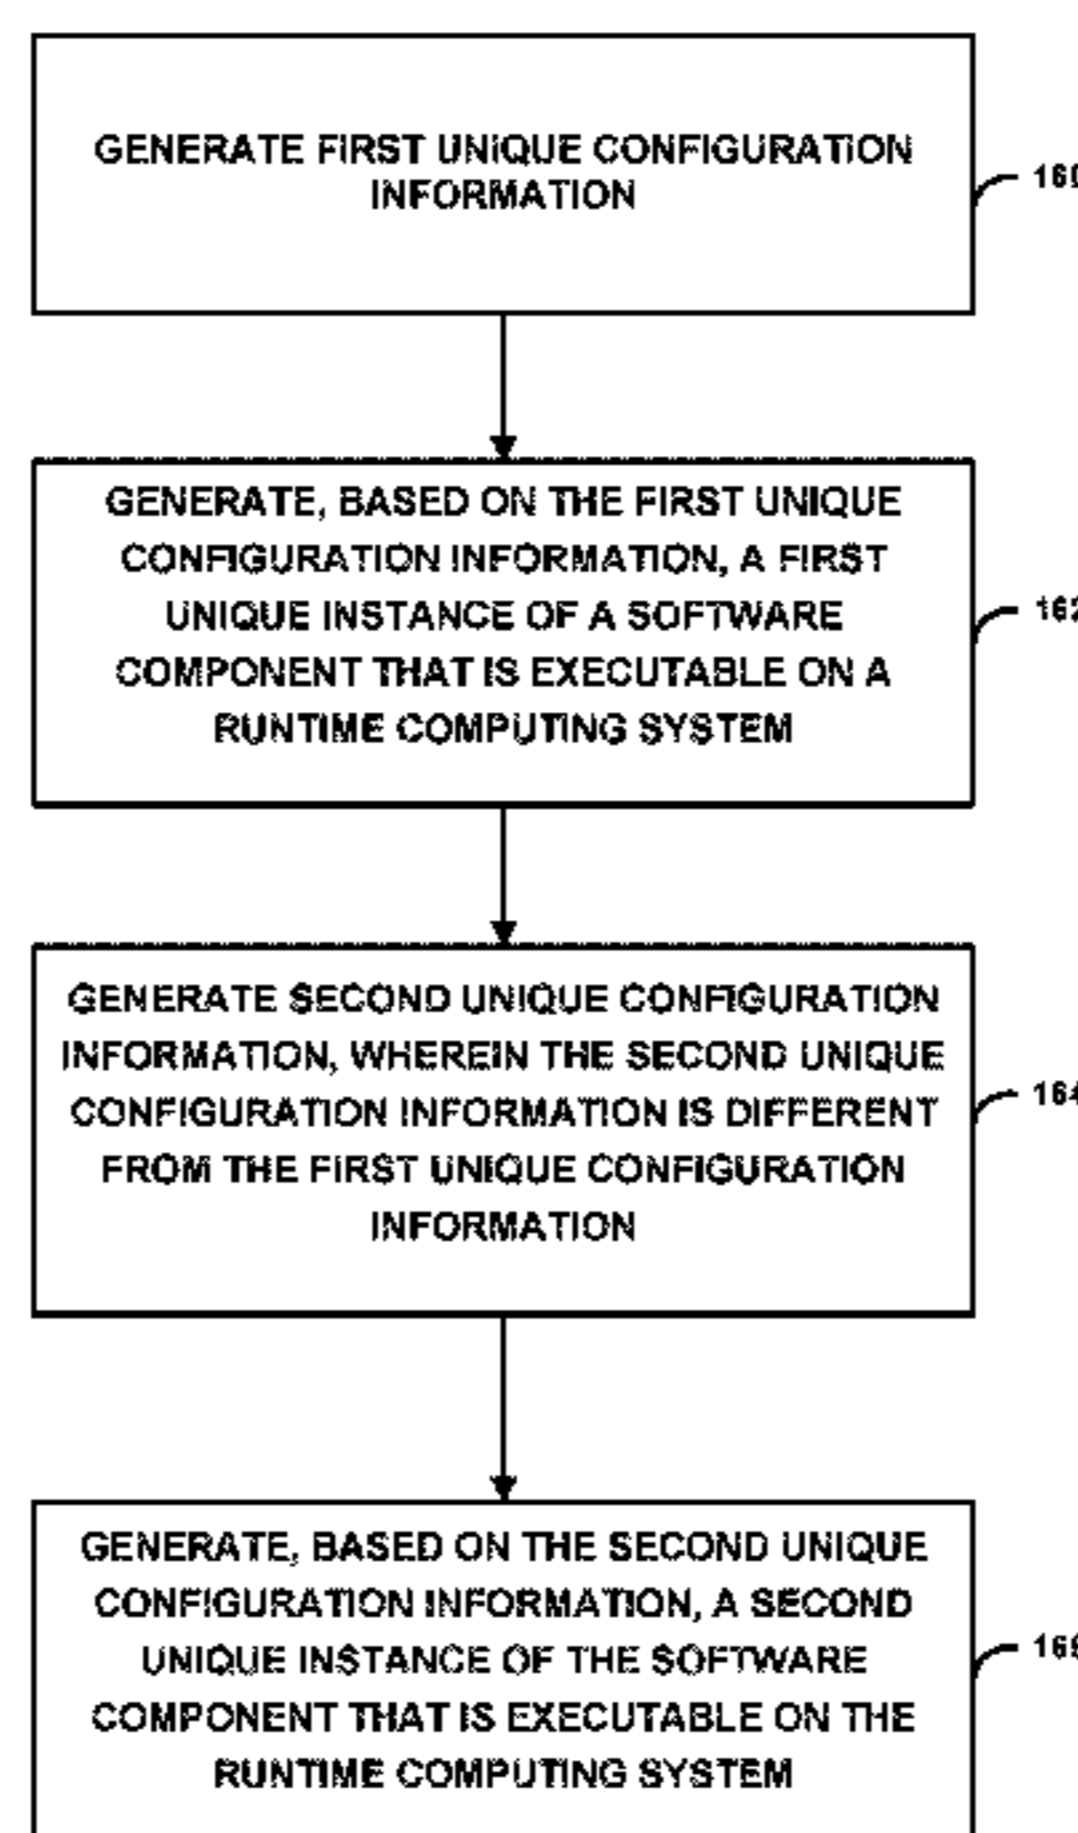 GENERATE FIRST UNIQUE CONFIGURATION
INFORMATION
GENERATE, BASED ON THE FIRST UNIQUE
CONFIGURATION INFORMATION, A FIRST
UNIQUE INSTANCE OF A SOFTWARE
COMPONENT THAT IS EXECUTABLE ON A
RUNTIME COMPUTING SYSTEM
GENERATE SECOND UNIQUE CONFIGURATION
INFORMATION, WHEREIN THE SECOND UNIQUE
CONFIGURATION INFORMATION IS DIFFERENT
FROM THE FIRST UNIQUE CONFIGURATION
INFORMATION
GENERATE, BASED ON THE SECOND UNIQUE
CONFIGURATION INFORMATION, A SECOND
UNIQUE INSTANCE OF THE SOFTWARE
COMPONENT THAT IS EXECUTABLE ON THE
RUNTIME COMPUTING SYSTEM